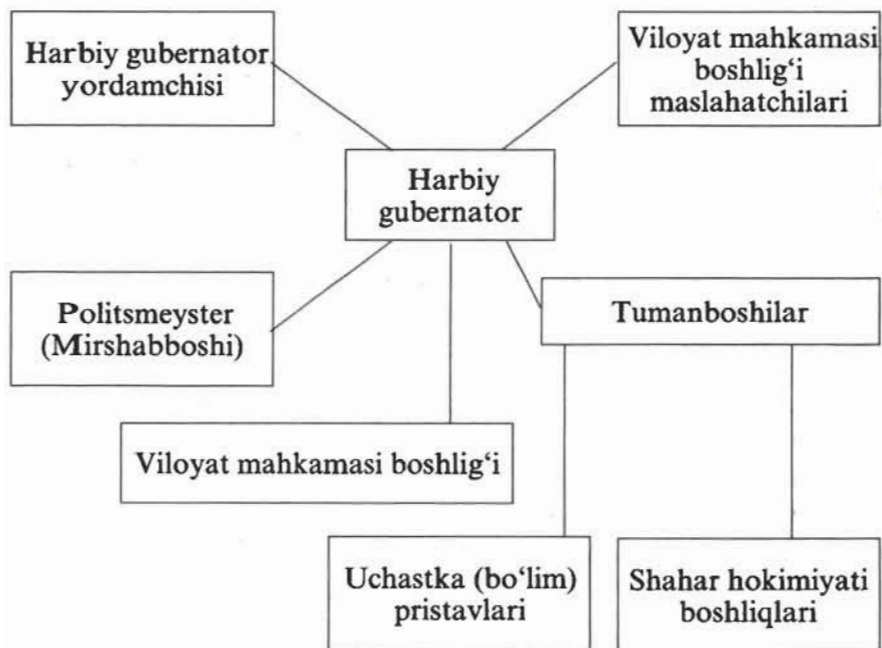 Harbiy gubernator
yordamchisi
Viloyat mahkamasi
boshlig‘i
maslahatchilari
Harbiy
gubernator
Politsmeyster
(Mirshabboshi)
Tumanboshilar
Viloyat mahkamasi boshlig‘i
Uchastka (bo‘lim)
pristavlari
Shahar hokimiyati
boshliqlari